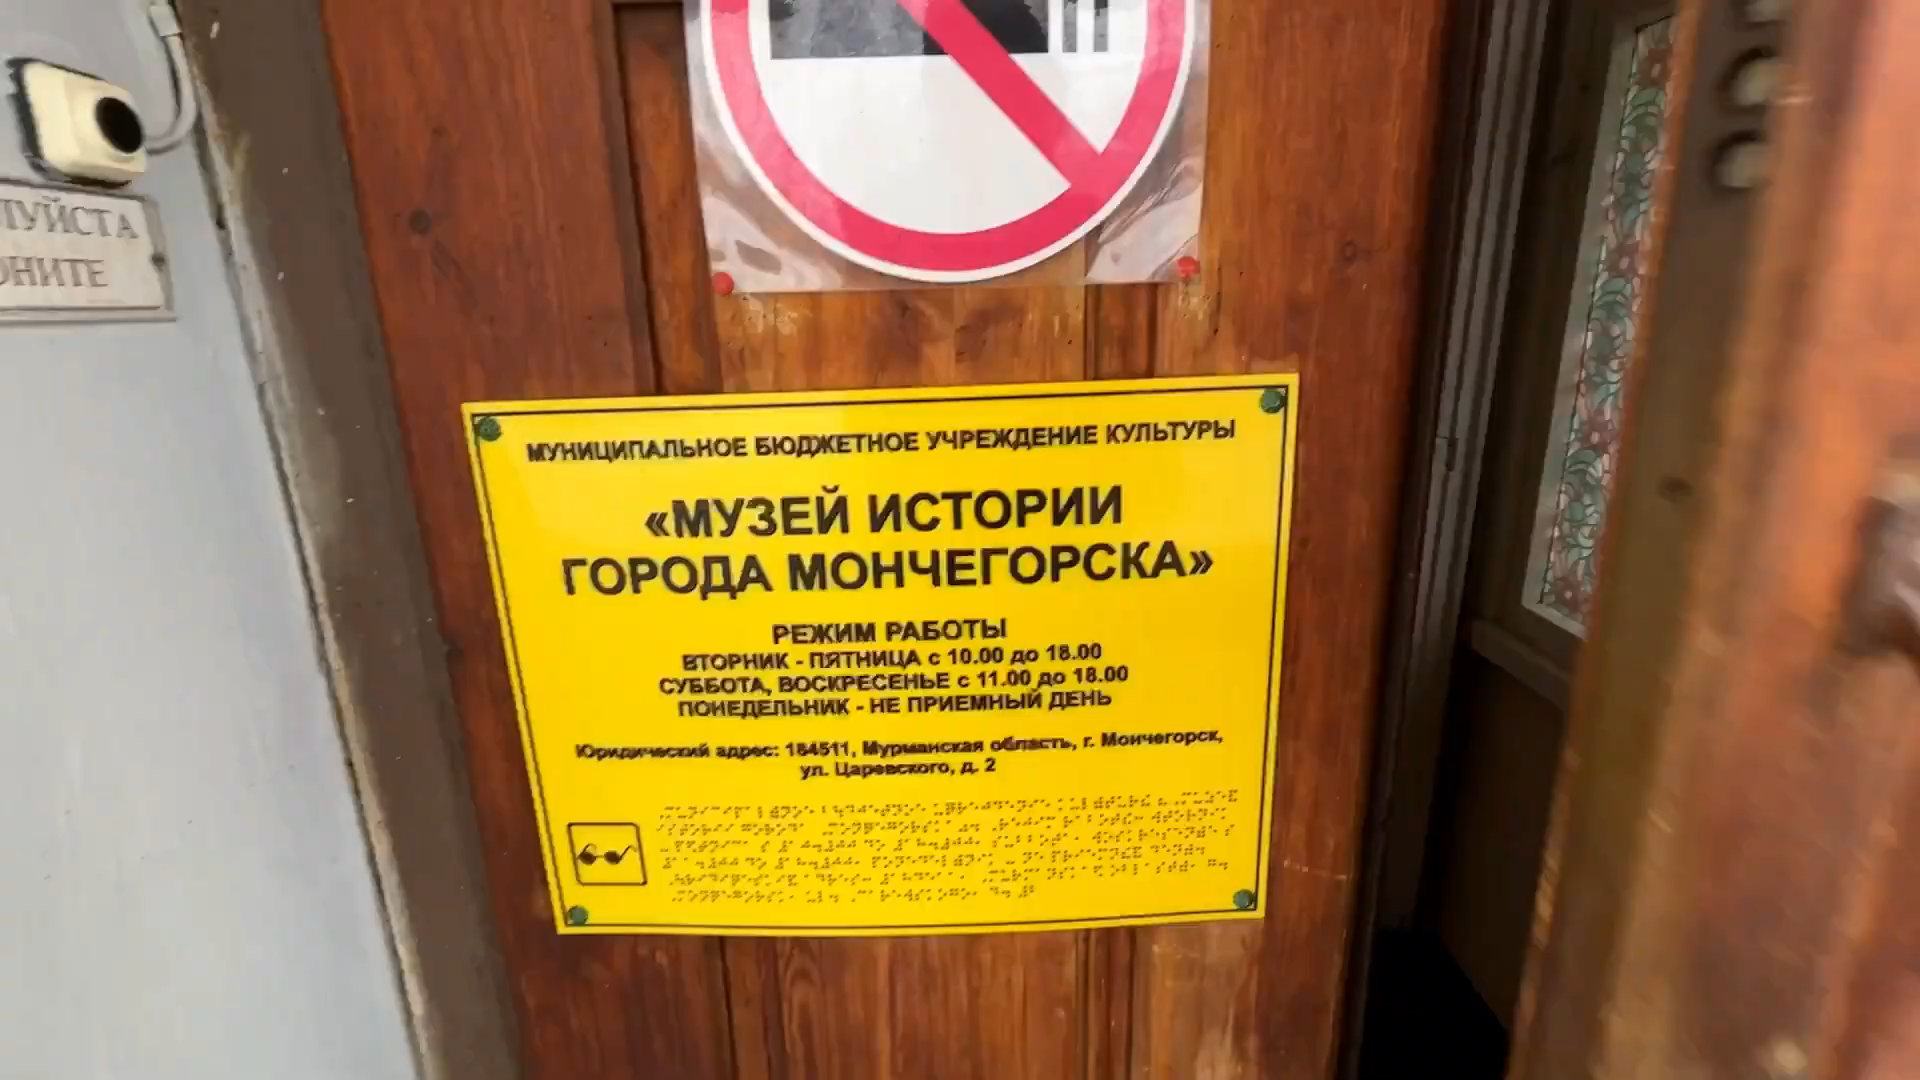 ЛУЙСТА
ОНИТЕ
МУНИЦИПАЛЬНОЕ БЮДЖЕТНОЕ УЧРЕЖДЕНИЕ КУЛЬТУРЫ
«МУЗЕЙ ИСТОРИИ
ГОРОДА МОНЧЕГОРСКА»
РЕЖИМ РАБОТЫ
ВТОРНИК - ПЯТНИЦА с 10.00 до 18.00
СУББОТА, ВОСКРЕСЕНЬЕ с 11.00 до 18.00
ПОНЕДЕЛЬНИК - НЕ ПРИЕМНЫЙ ДЕНЬ
Юридический адрес: 184511, Мурманская область, г. Мончегорск,
ул. Царевского, д. 2